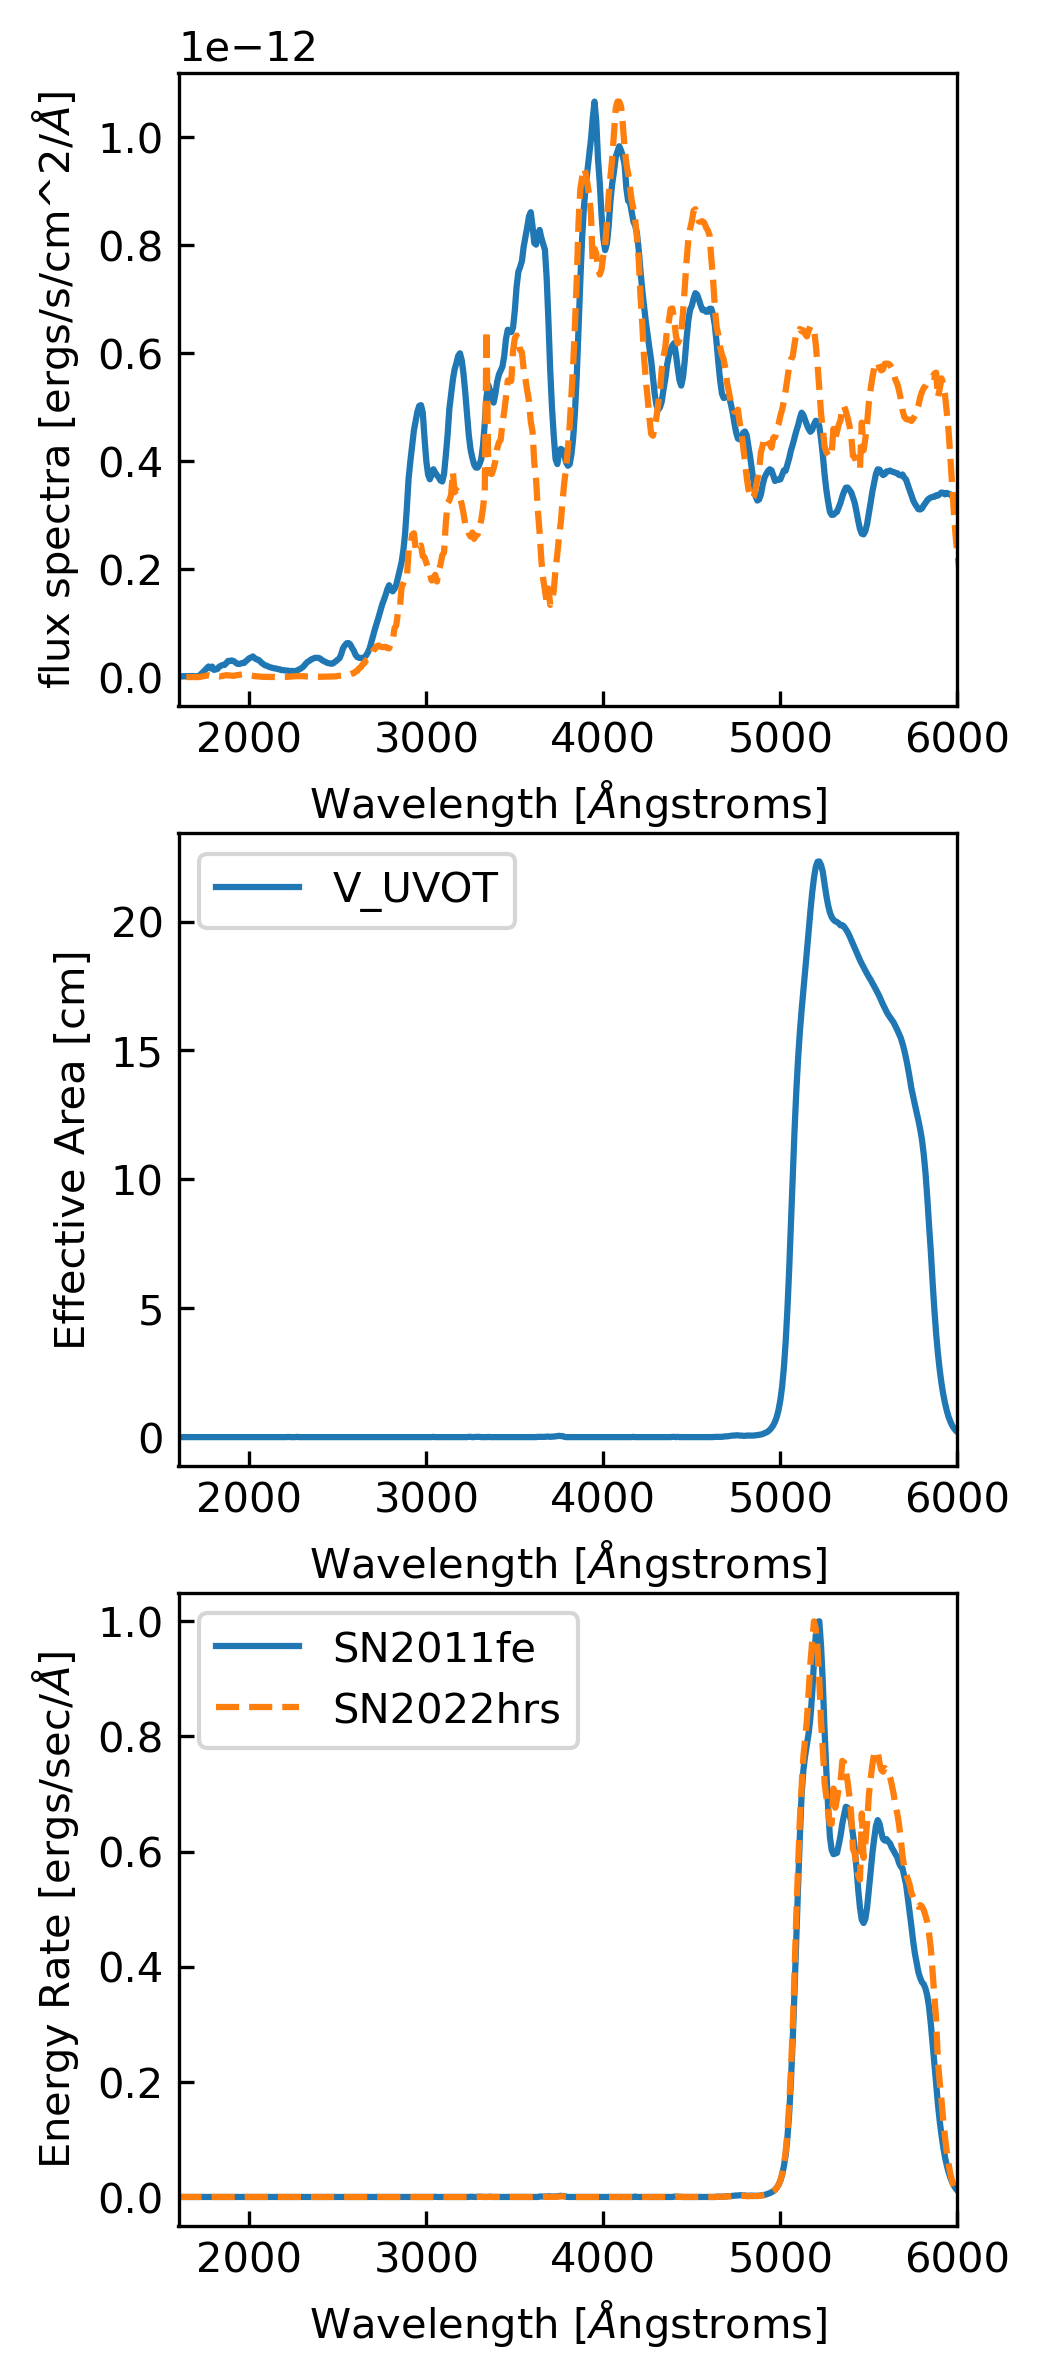 1e−12
flux spectra [ergs/s/cm^2/Å]
1.0
0.8
0.6
0.4
0.2
0.0
2000 3000 4000 5000 6000
Wavelength [Ångstroms]
V_UVOT
Effective Area [cm]
20
15
10
5
0
2000 3000 4000 5000 6000
Wavelength [Ångstroms]
SN2011fe
SN2022hrs
Energy Rate [ergs/sec/Å]
1.0
0.8
0.6
0.4
0.2
0.0
2000 3000 4000 5000 6000
Wavelength [Ångstroms]